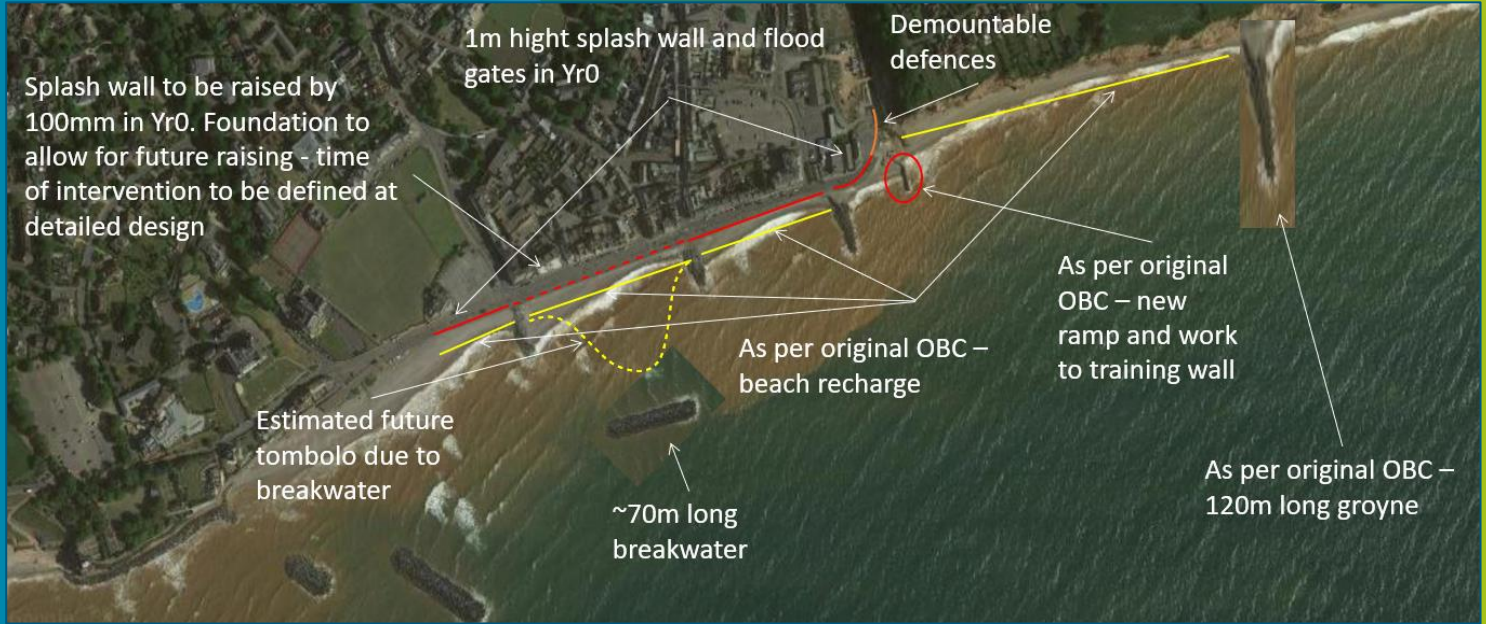 1m hight splash wall and flood
gates in Yr0
Demountable
defences
Splash wall to be raised by
100mm in Yr0. Foundation to
allow for future raising - time
of intervention to be defined at
detailed design
As per original
OBC – new
ramp and work
to training wall
As per original OBC –
beach recharge
Estimated future
tombolo due to
breakwater
~70m long
breakwater
As per original OBC –
120m long groyne